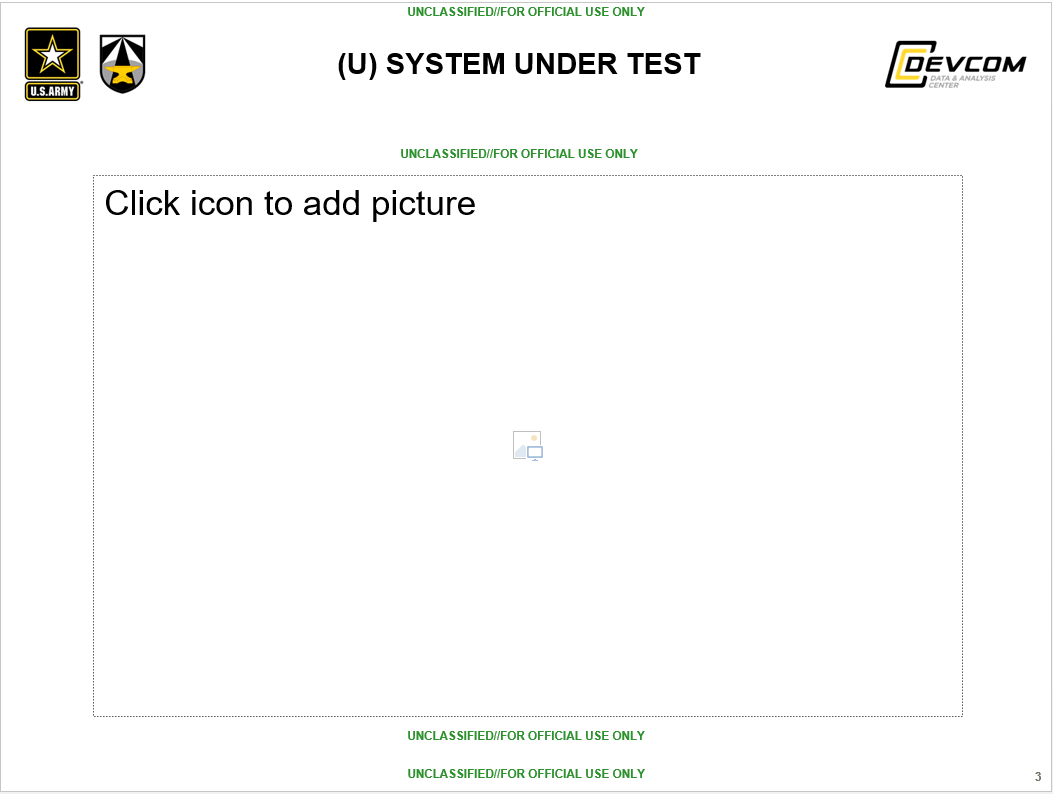 UNCLASSIFIED//FOR OFFICIAL USE ONLY
U.S.ARMY
(U) SYSTEM UNDER TEST
DEVCOM
DATA & ANALYSIS
CENTER
UNCLASSIFIED//FOR OFFICIAL USE ONLY
Click icon to add picture
UNCLASSIFIED//FOR OFFICIAL USE ONLY
UNCLASSIFIED//FOR OFFICIAL USE ONLY
3